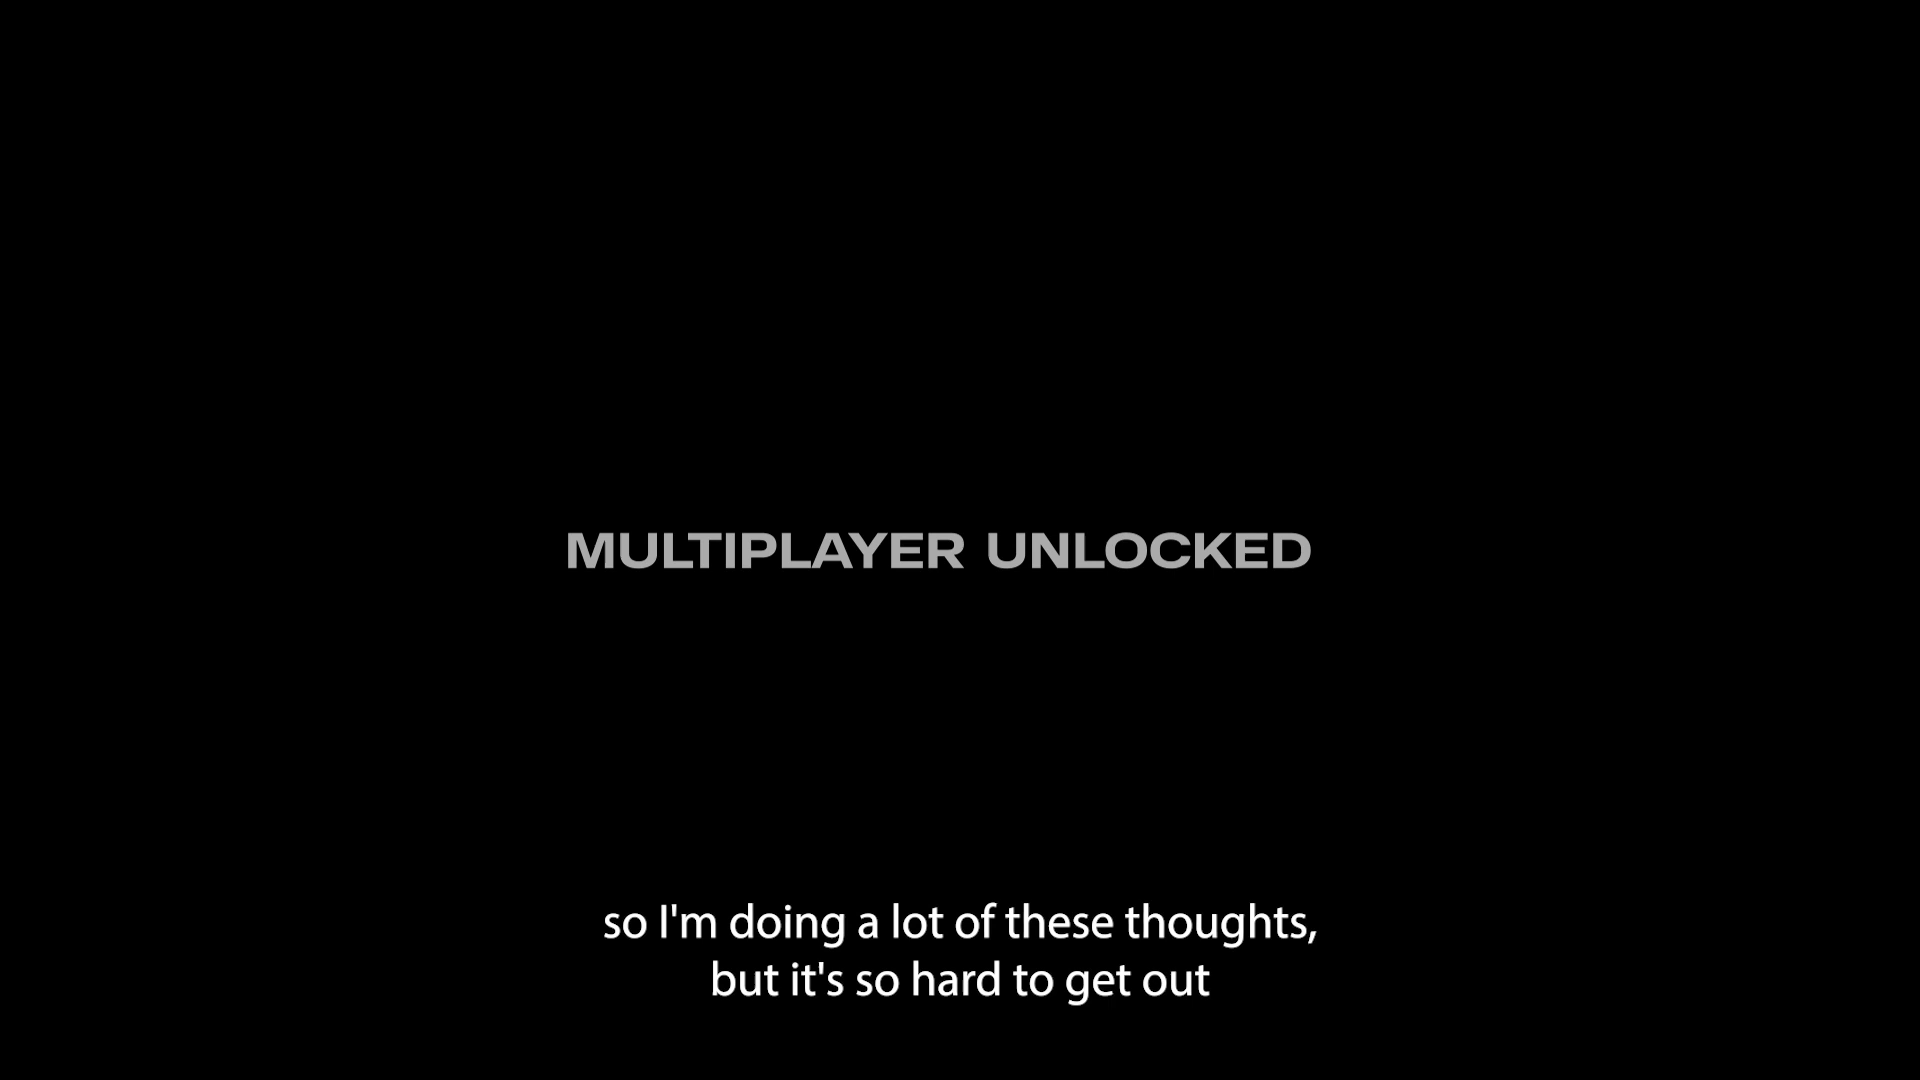 MULTIPLAYER UNLOCKED
so I'm doing a lot of these thoughts,
but it's so hard to get out